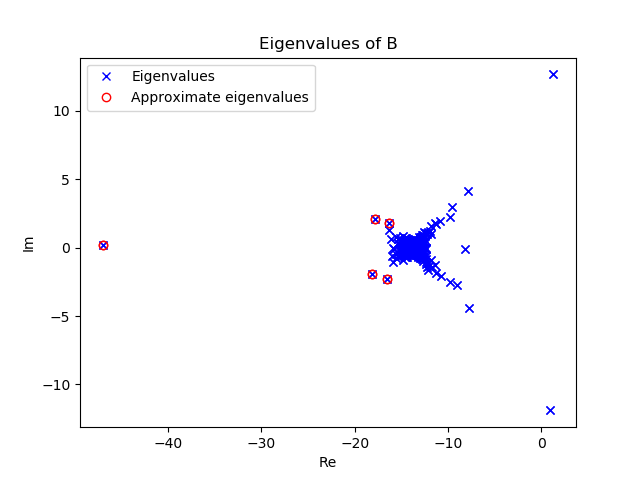 Eigenvalues of B
Eigenvalues
Approximate eigenvalues
10
5
0
−5
−10
Im
−40
−30
−20
−10
0
Re